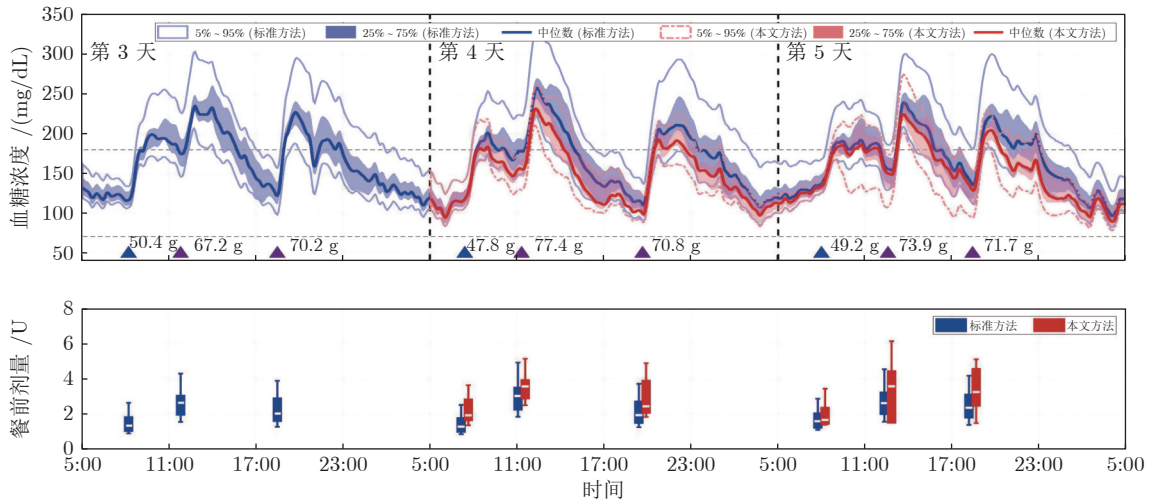 350
300
250
200
150
100
50
血糖浓度 /(mg/dL)
5%~95% (标准方法) 25%~75% (标准方法) 中位数 (标准方法) 5%~95% (本文方法) 25%~75% (本文方法) 中位数 (本文方法)
第 3 天 第 4 天 第 5 天
50.4 g 67.2 g 70.2 g 47.8 g 77.4 g 70.8 g 49.2 g 73.9 g 71.7 g
8
6
4
2
0
餐前剂量 /U
标准方法 本文方法
5:00 11:00 17:00 23:00 5:00 11:00 17:00 23:00 5:00 11:00 17:00 23:00 5:00
时间